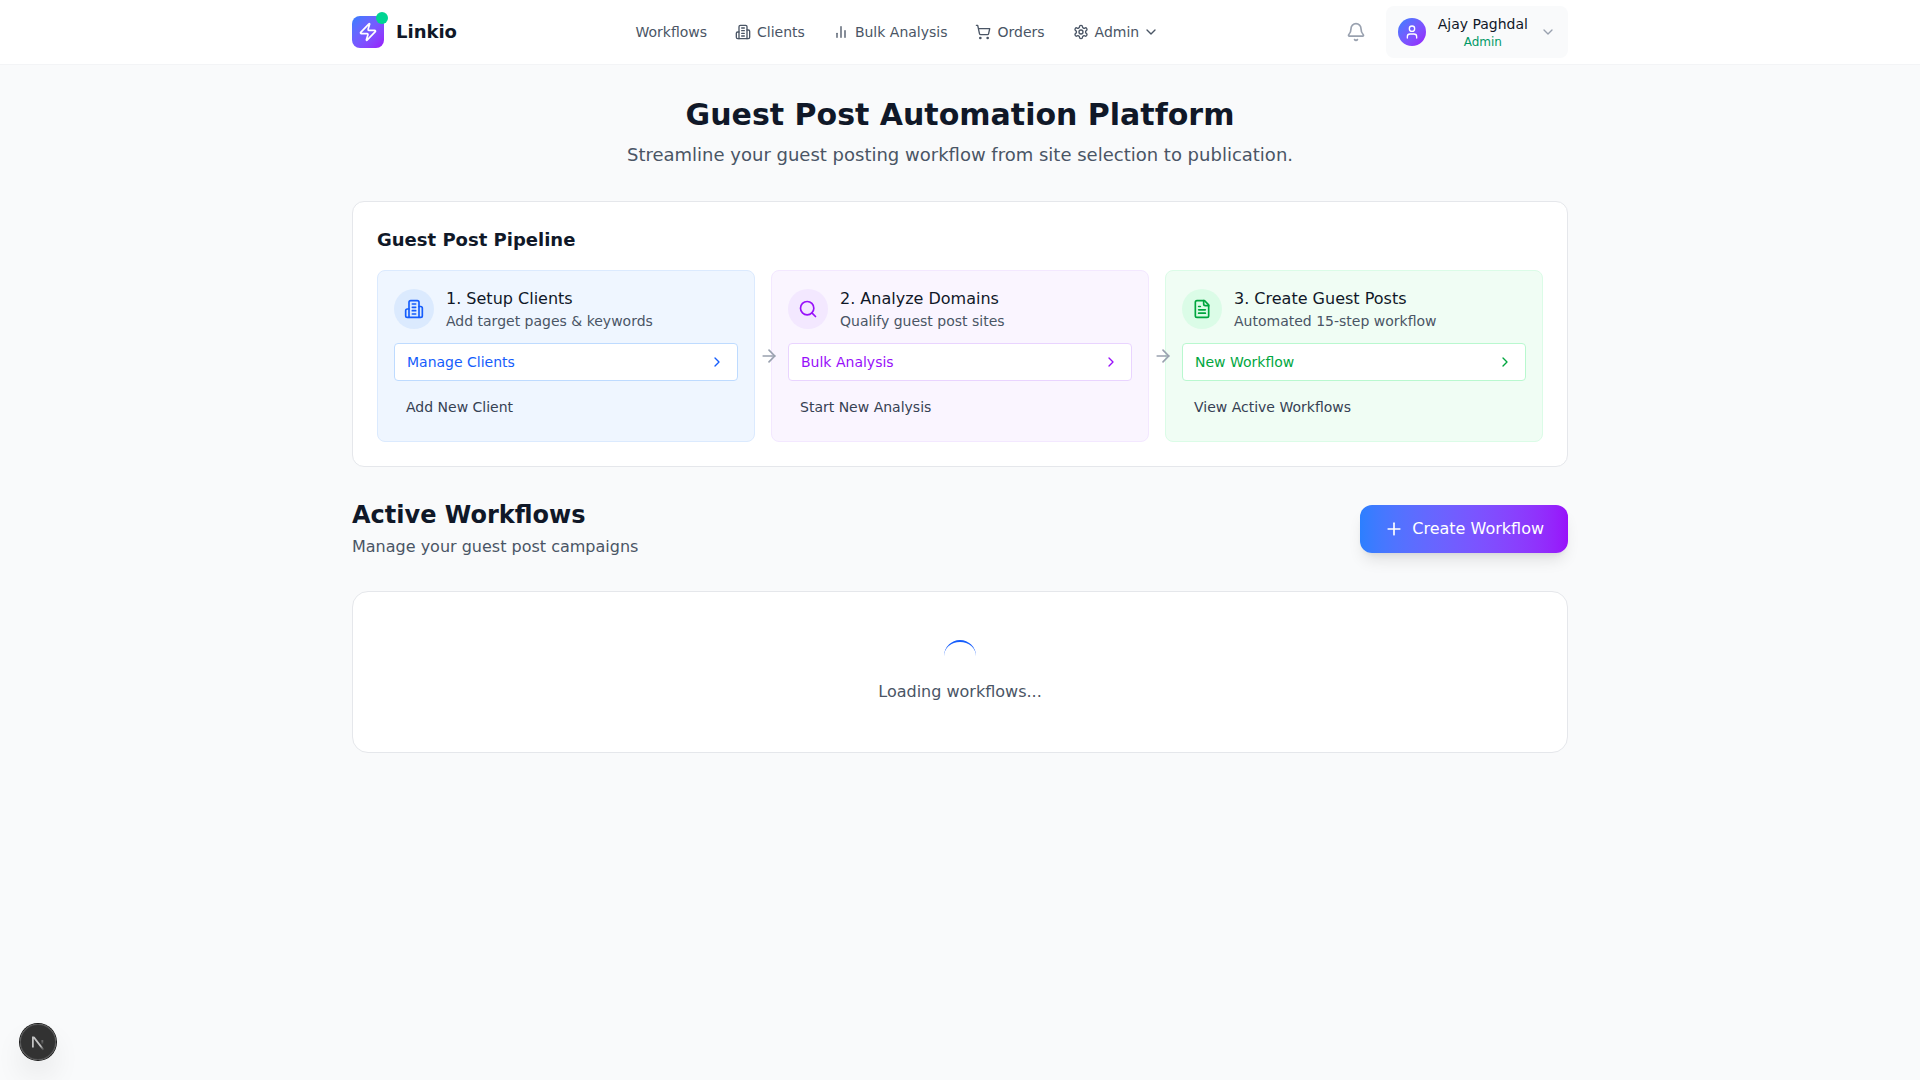 Linkio
Workflows
Clients
Bulk Analysis
Orders
Admin
Ajay Paghdal
Admin
Guest Post Automation Platform
Streamline your guest posting workflow from site selection to publication.
Guest Post Pipeline
1. Setup Clients
Add target pages & keywords
Manage Clients
Add New Client
2. Analyze Domains
Qualify guest post sites
Bulk Analysis
Start New Analysis
3. Create Guest Posts
Automated 15-step workflow
New Workflow
View Active Workflows
Active Workflows
Manage your guest post campaigns
Create Workflow
Loading workflows...
N